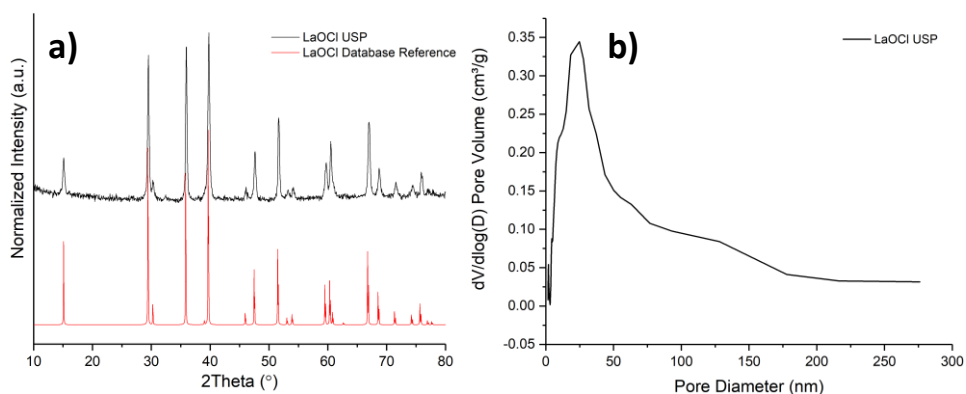 a)
LaOCl USP
LaOCl Database Reference
Normalized Intensity (a.u.)
10 20 30 40 50 60 70 80
2Theta (°)
b)
LaOCl USP
dV/dlog(D) Pore Volume (cm³/g)
0.35
0.30
0.25
0.20
0.15
0.10
0.05
0.00
-0.05
0 50 100 150 200 250 300
Pore Diameter (nm)